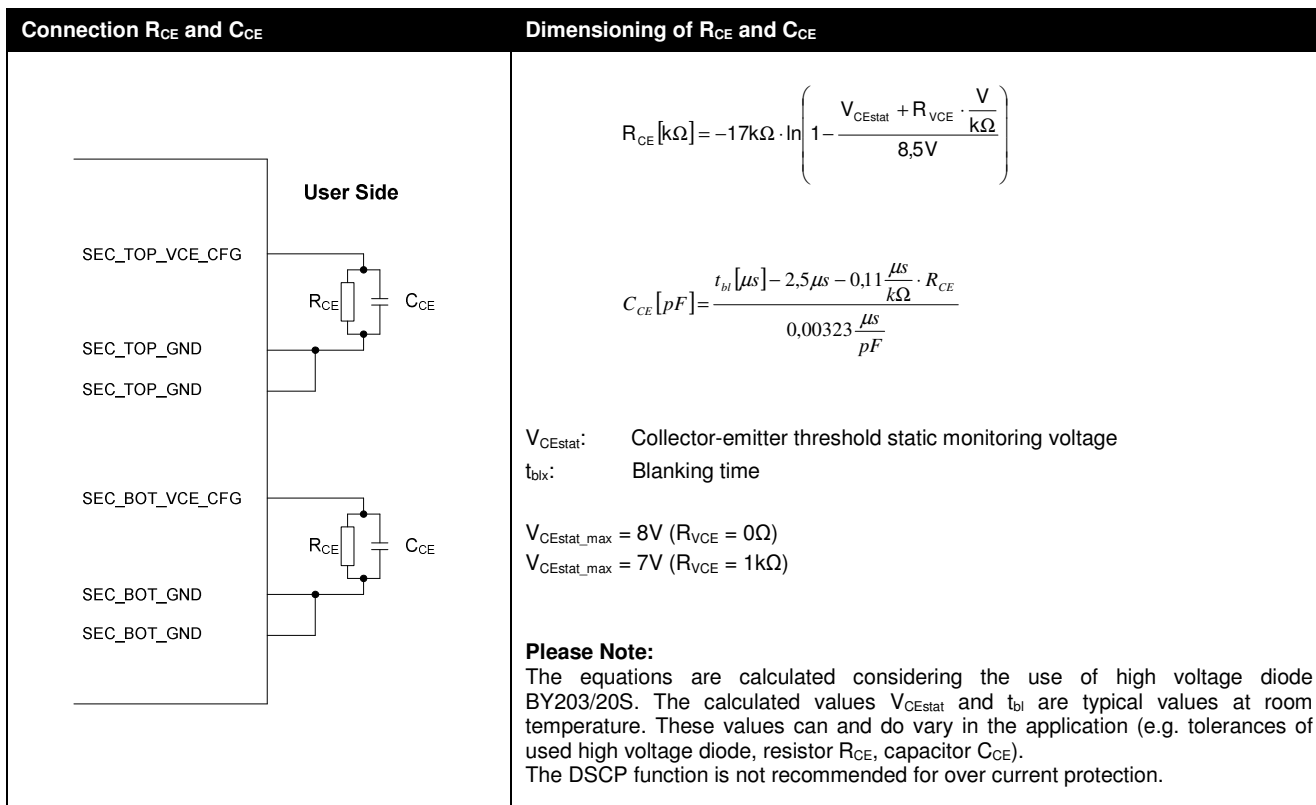 Connection RCE and CCE
User Side
SEC_TOP_VCE_CFG
RCE
CCE
SEC_TOP_GND
SEC_TOP_GND
SEC_BOT_VCE_CFG
RCE
CCE
SEC_BOT_GND
SEC_BOT_GND
Dimensioning of RCE and CCE
R_CE[kΩ] = −17kΩ · ln(1 − (V_CEstat + R_VCE · V/kΩ) / 8,5V)
C_CE[pF] = (t_bl[μs] − 2,5μs − 0,11 μs/kΩ · R_CE) / (0,00323 μs/pF)
VCEstat: Collector-emitter threshold static monitoring voltage
tblx: Blanking time
VCEstat_max = 8V (RVCE = 0Ω)
VCEstat_max = 7V (RVCE = 1kΩ)
Please Note:
The equations are calculated considering the use of high voltage diode
BY203/20S. The calculated values VCEstat and tbl are typical values at room
temperature. These values can and do vary in the application (e.g. tolerances of
used high voltage diode, resistor RCE, capacitor CCE).
The DSCP function is not recommended for over current protection.